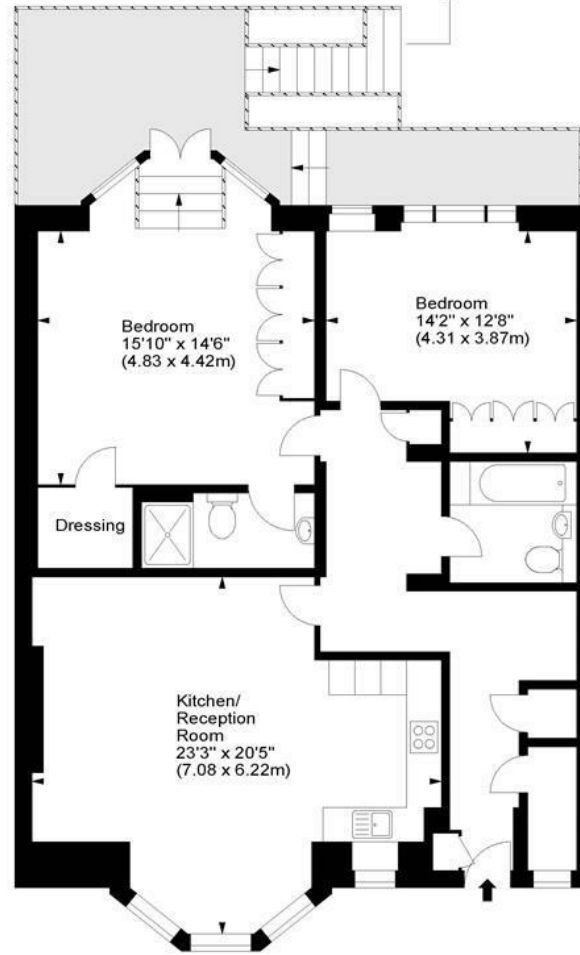 Bedroom
15'10" x 14'6"
(4.83 x 4.42m)
Bedroom
14'2" x 12'8"
(4.31 x 3.87m)
Dressing
Kitchen/
Reception
Room
23'3" x 20'5"
(7.08 x 6.22m)